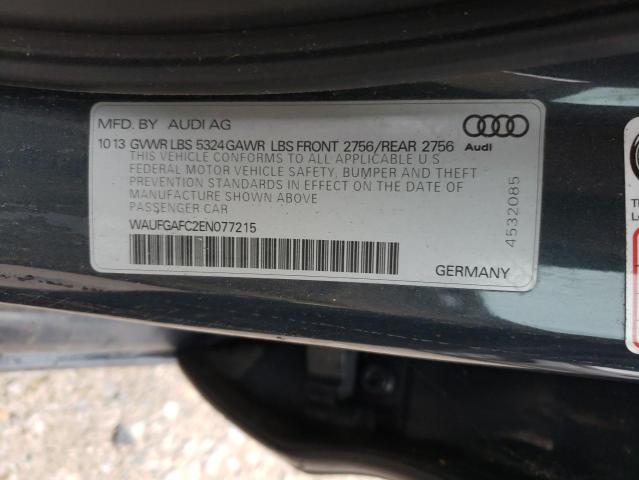 MFD. BY AUDI AG
Audi
10 13 GVWR LBS 5324 GAWR LBS FRONT 2756/REAR 2756
THIS VEHICLE CONFORMS TO ALL APPLICABLE U S
FEDERAL MOTOR VEHICLE SAFETY, BUMPER AND THEFT
PREVENTION STANDARDS IN EFFECT ON THE DATE OF
MANUFACTURE SHOWN ABOVE
PASSENGER CAR
WAUFGAFC2EN077215
GERMANY
4532085